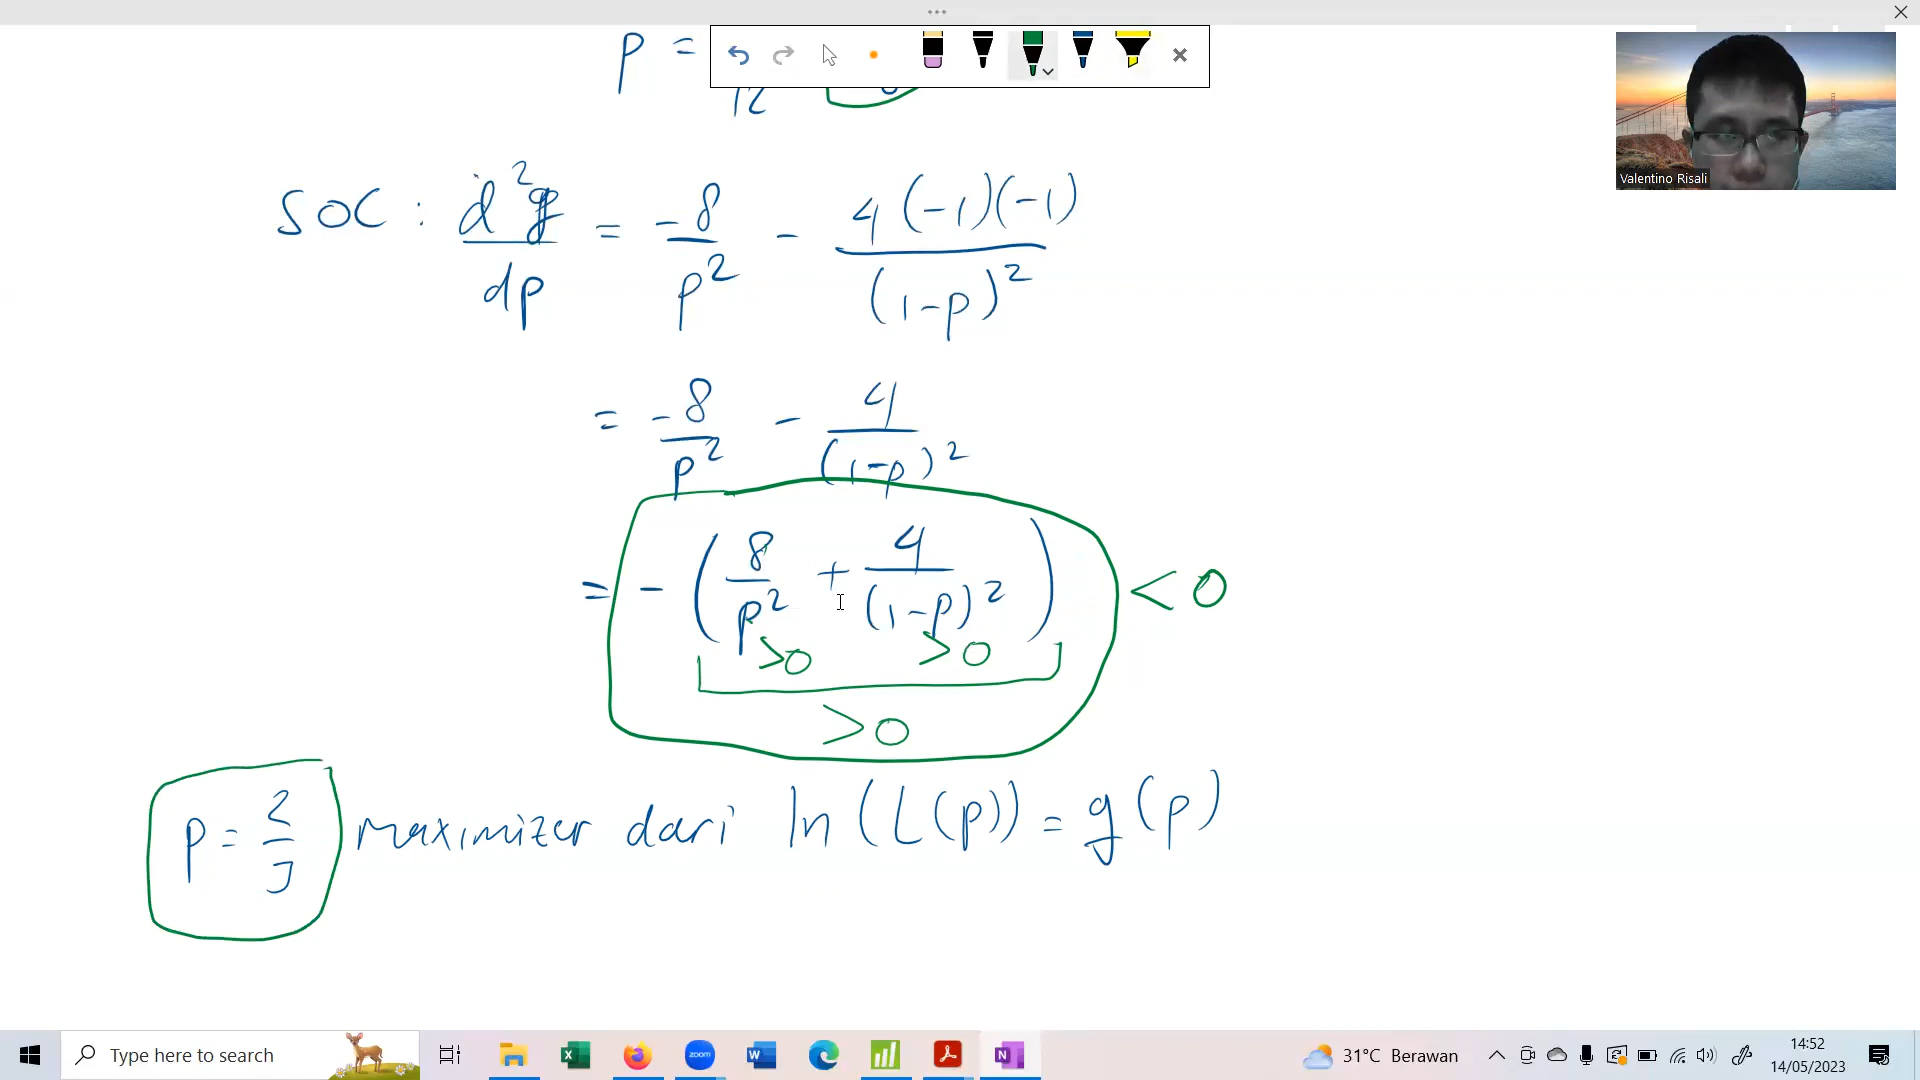 p =
12
Valentino Risali
SOC : d²g/dp = -8/p² - 4(-1)(-1)/(1-p)²
= -8/p² - 4/(1-p)²
= - (8/p² + 4/(1-p)²) < 0
>0 >0
>0
p = 2/3 maximizer dari ln(L(p)) = g(p)
Type here to search
zoom
31°C Berawan
14:52
14/05/2023